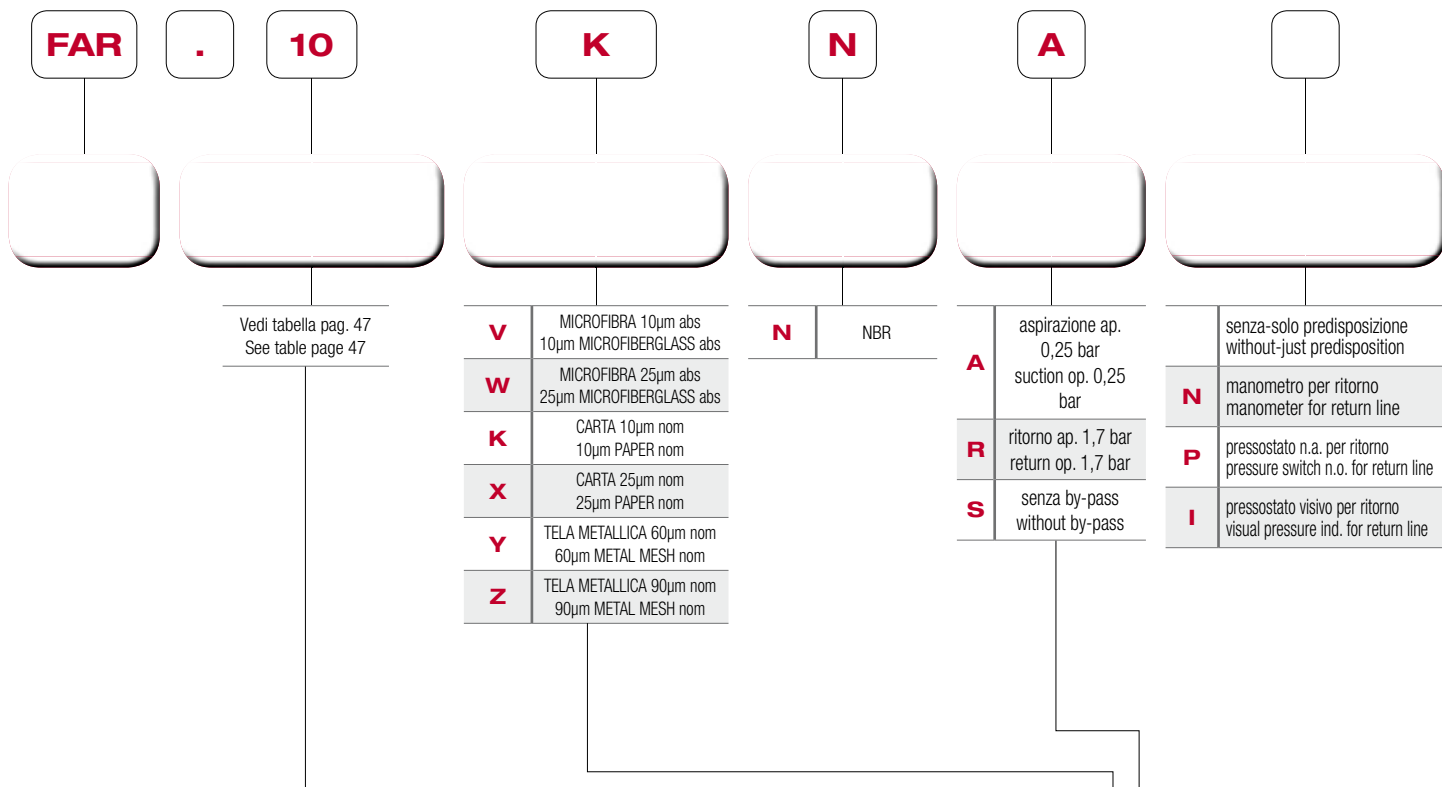 FAR . 10 K N A
Vedi tabella pag. 47
See table page 47
V
MICROFIBRA 10µm abs
10µm MICROFIBERGLASS abs
W
MICROFIBRA 25µm abs
25µm MICROFIBERGLASS abs
K
CARTA 10µm nom
10µm PAPER nom
X
CARTA 25µm nom
25µm PAPER nom
Y
TELA METALLICA 60µm nom
60µm METAL MESH nom
Z
TELA METALLICA 90µm nom
90µm METAL MESH nom
N
NBR
A
aspirazione ap.
0,25 bar
suction op. 0,25
bar
R
ritorno ap. 1,7 bar
return op. 1,7 bar
S
senza by-pass
without by-pass
senza-solo predisposizione
without-just predisposition
N
manometro per ritorno
manometer for return line
P
pressostato n.a. per ritorno
pressure switch n.o. for return line
I
pressostato visivo per ritorno
visual pressure ind. for return line